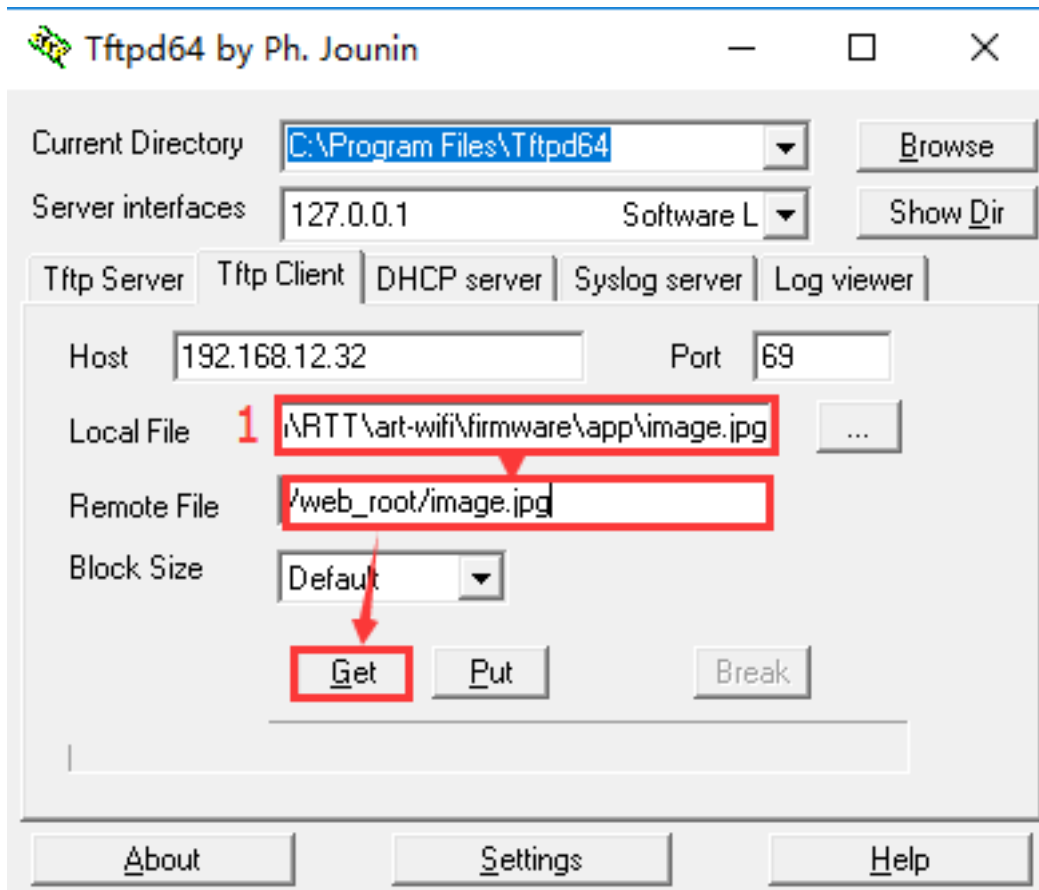 Tftpd64 by Ph. Jounin
Current Directory C:\Program Files\Tftpd64 Browse
Server interfaces 127.0.0.1 Software L Show Dir
Tftp Server Tftp Client DHCP server Syslog server Log viewer
Host 192.168.12.32 Port 69
Local File 1 \RTT\art-wifi\firmware\app\image.jpg ...
Remote File /web_root/image.jpg
Block Size Default
Get Put Break
About Settings Help